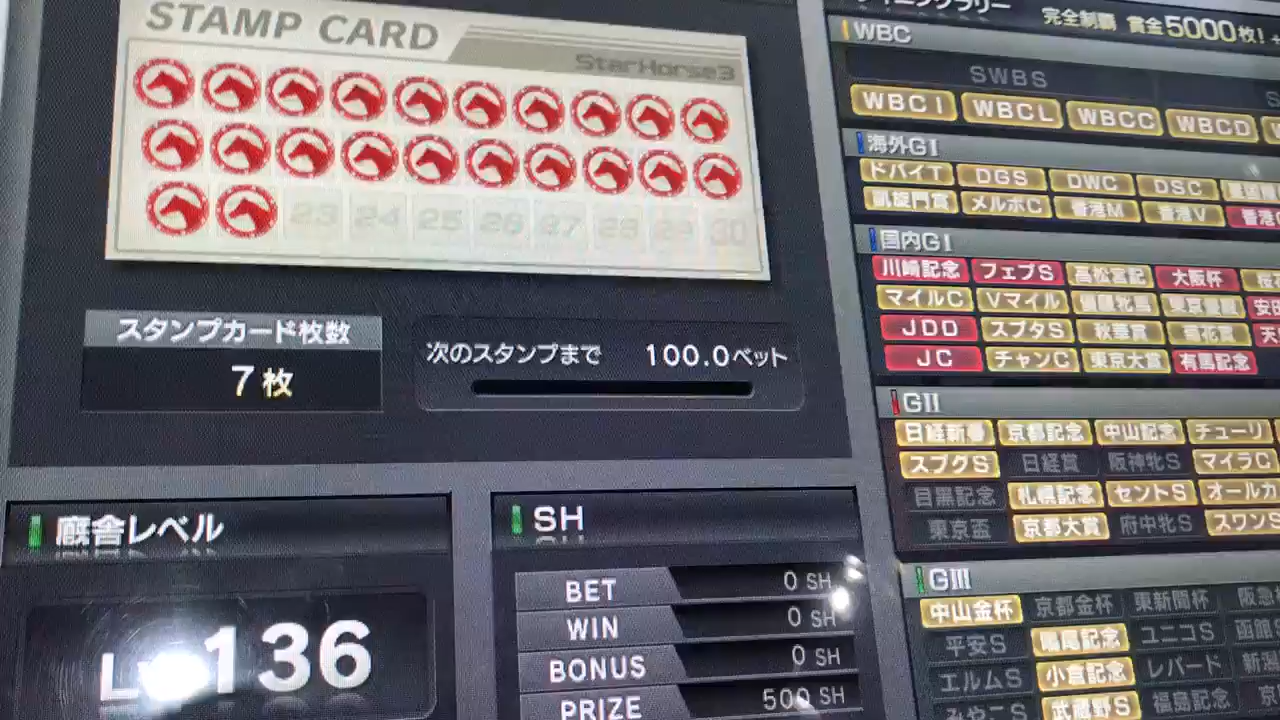 STAMP CARD
StarHorse3
23 24 25 26 27 28 29 30
スタンプカード枚数
7枚
次のスタンプまで 100.0ベット
厩舎レベル
136
SH
BET 0 SH
WIN 0 SH
BONUS 0 SH
PRIZE 500 SH
完全制覇 賞金5000枚!
WBC
SWBS
WBC I WBCL WBCC WBCD
海外GI
ドバイT DGS DWC DSC
凱旋門賞 メルボC 香港M 香港V
国内GI
川崎記念 フェブS 高松宮記 大阪杯
マイルC Vマイル 優駿牝馬 東京優駿
JDD スプタS 秋華賞 菊花賞
JC チャンC 東京大賞 有馬記念
GII
日経新春 京都記念 中山記念 チューリ
スプグS 日経賞 阪神牝S マイラC
目黒記念 札幌記念 セントS オールカ
東京盃 京都大賞 府中牝S スワンS
GIII
中山金杯 京都金杯 東新聞杯 阪急
平安S 鳴尾記念 ユニコS 函館
エルムS 小倉記念 レパード 新潟
みやこS 武蔵野S 福島記念